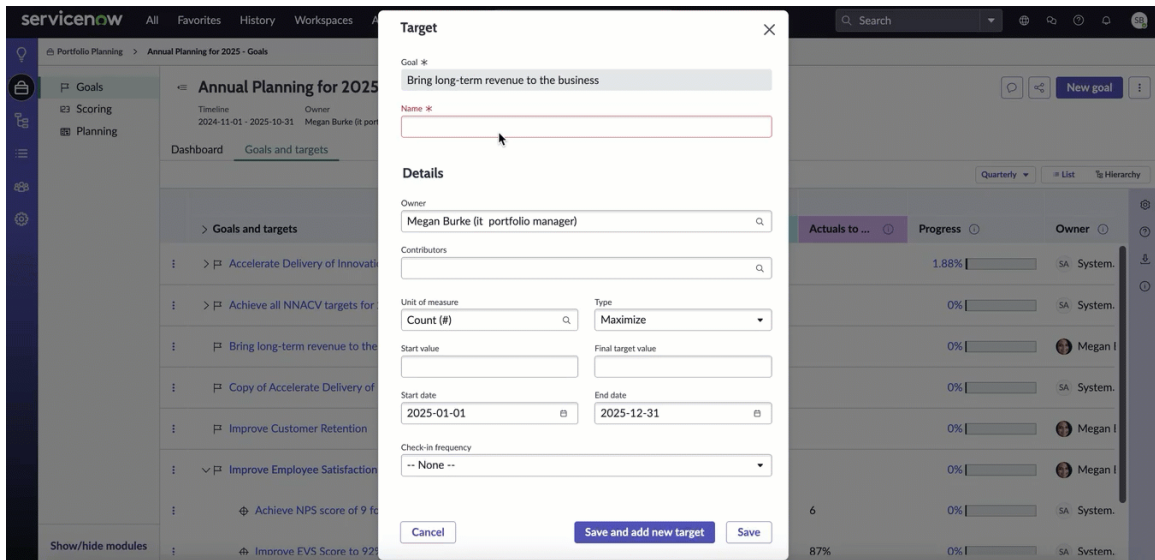 servicenow All Favorites History Workspaces A Search SB
Portfolio Planning > Annual Planning for 2025 - Goals
Goals
Scoring
Planning
Show/hide modules
Annual Planning for 2025
Timeline Owner
2024-11-01 - 2025-10-31 Megan Burke (it port
New goal
Dashboard Goals and targets
Quarterly List Hierarchy
Goals and targets Actuals to ... Progress Owner
Accelerate Delivery of Innovati 1.88% SA System.
Achieve all NNACV targets for 0% SA System.
Bring long-term revenue to the 0% Megan
Copy of Accelerate Delivery of 0% SA System.
Improve Customer Retention 0% Megan
Improve Employee Satisfaction 0% Megan
Achieve NPS score of 9 fo 6 0% SA System.
Improve EVS Score to 92% 87% 0% SA System.
Target
Goal *
Bring long-term revenue to the business
Name *
Details
Owner
Megan Burke (it portfolio manager)
Contributors
Unit of measure Type
Count (#) Maximize
Start value Final target value
Start date End date
2025-01-01 2025-12-31
Check-in frequency
-- None --
Cancel Save and add new target Save